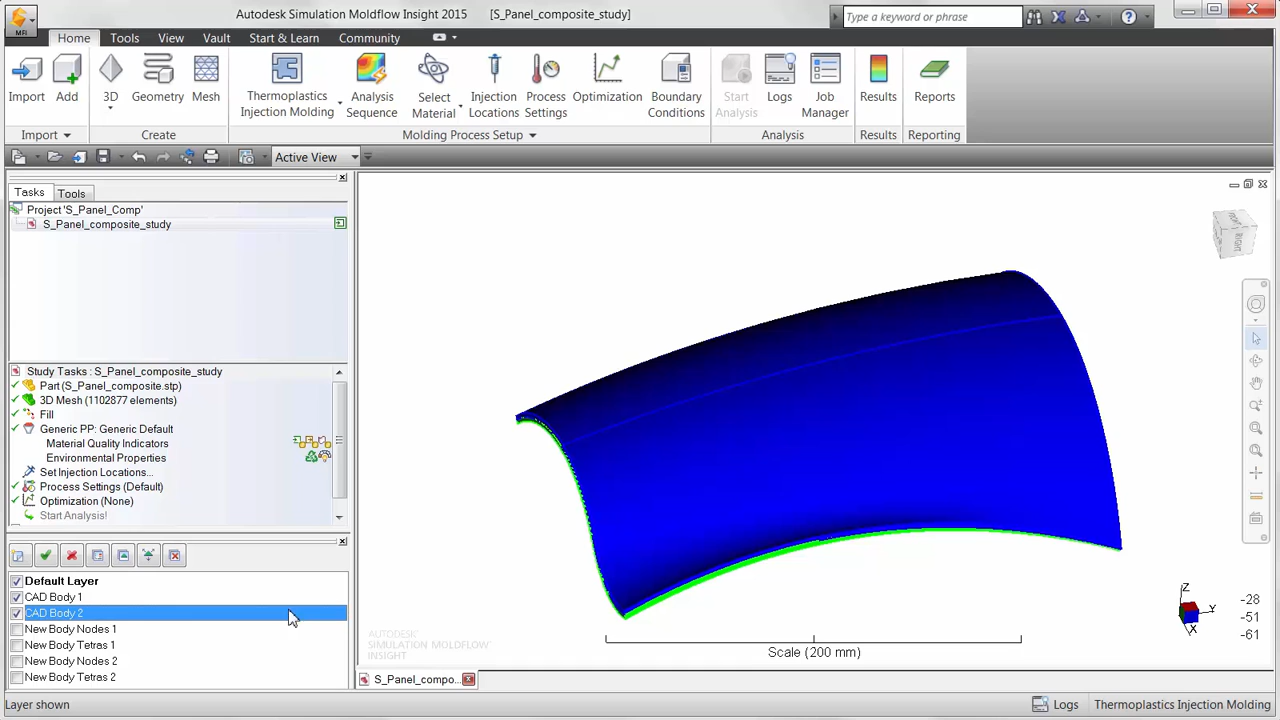 Autodesk Simulation Moldflow Insight 2015 [S_Panel_composite_study]
Type a keyword or phrase
MFI
Home Tools View Vault Start & Learn Community
Import Add 3D Geometry Mesh Thermoplastics Injection Molding Analysis Sequence Select Material Injection Locations Process Settings Optimization Boundary Conditions Start Analysis Logs Job Manager Results Reports
Import Create Molding Process Setup Analysis Results Reporting
Active View
Tasks Tools
Project 'S_Panel_Comp'
S_Panel_composite_study
Study Tasks : S_Panel_composite_study
Part (S_Panel_composite.stp)
3D Mesh (1102877 elements)
Fill
Generic PP: Generic Default
Material Quality Indicators
Environmental Properties
Set Injection Locations...
Process Settings (Default)
Optimization (None)
Start Analysis!
Default Layer
CAD Body 1
CAD Body 2
New Body Nodes 1
New Body Tetras 1
New Body Nodes 2
New Body Tetras 2
RIGHT
AUTODESK
SIMULATION MOLDFLOW
INSIGHT
Scale (200 mm)
Z
Y
X
-28
-51
-61
S_Panel_compo...
Layer shown
Logs Thermoplastics Injection Molding